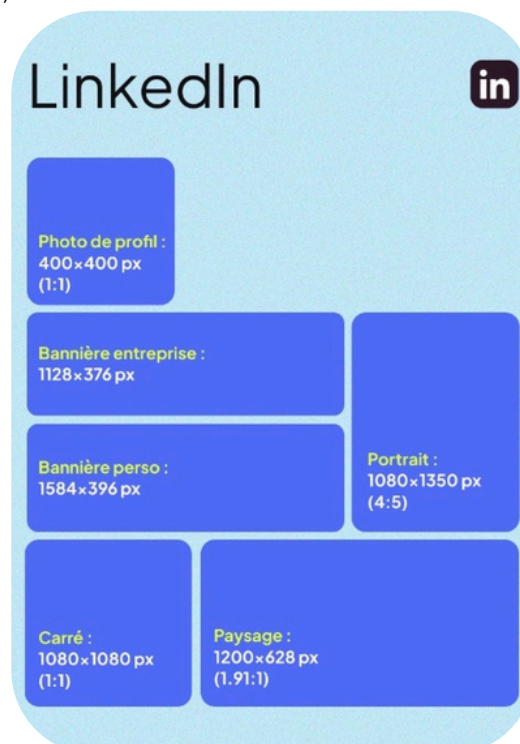 LinkedIn
in
Photo de profil :
400×400 px
(1:1)
Bannière entreprise :
1128×376 px
Bannière perso :
1584×396 px
Portrait :
1080×1350 px
(4:5)
Carré :
1080×1080 px
(1:1)
Paysage :
1200×628 px
(1.91:1)